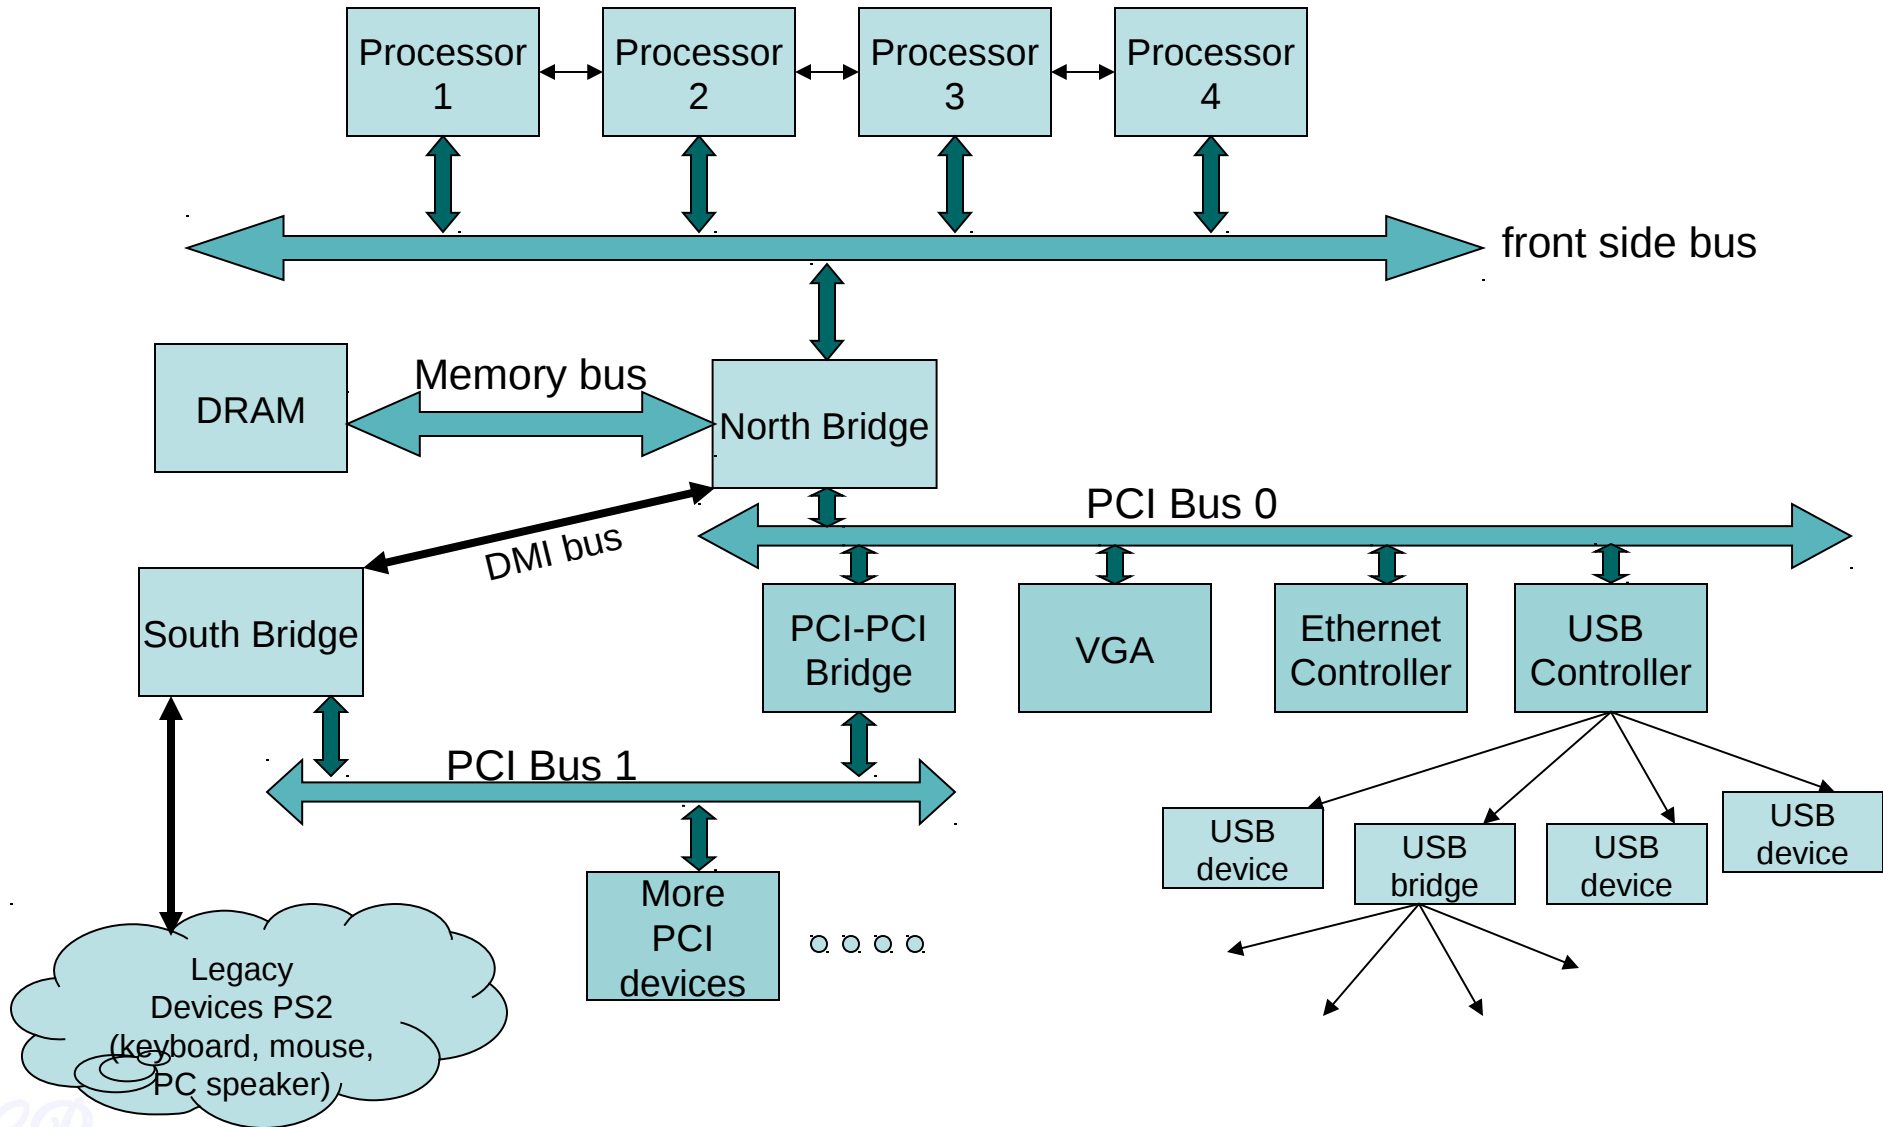 Processor
1
Processor
2
Processor
3
Processor
4
front side bus
Memory bus
DRAM
North Bridge
PCI Bus 0
DMI bus
South Bridge
PCI-PCI
Bridge
VGA
Ethernet
Controller
USB
Controller
PCI Bus 1
USB
device
USB
bridge
USB
device
USB
device
More
PCI
devices
Legacy
Devices PS2
(keyboard, mouse,
PC speaker)